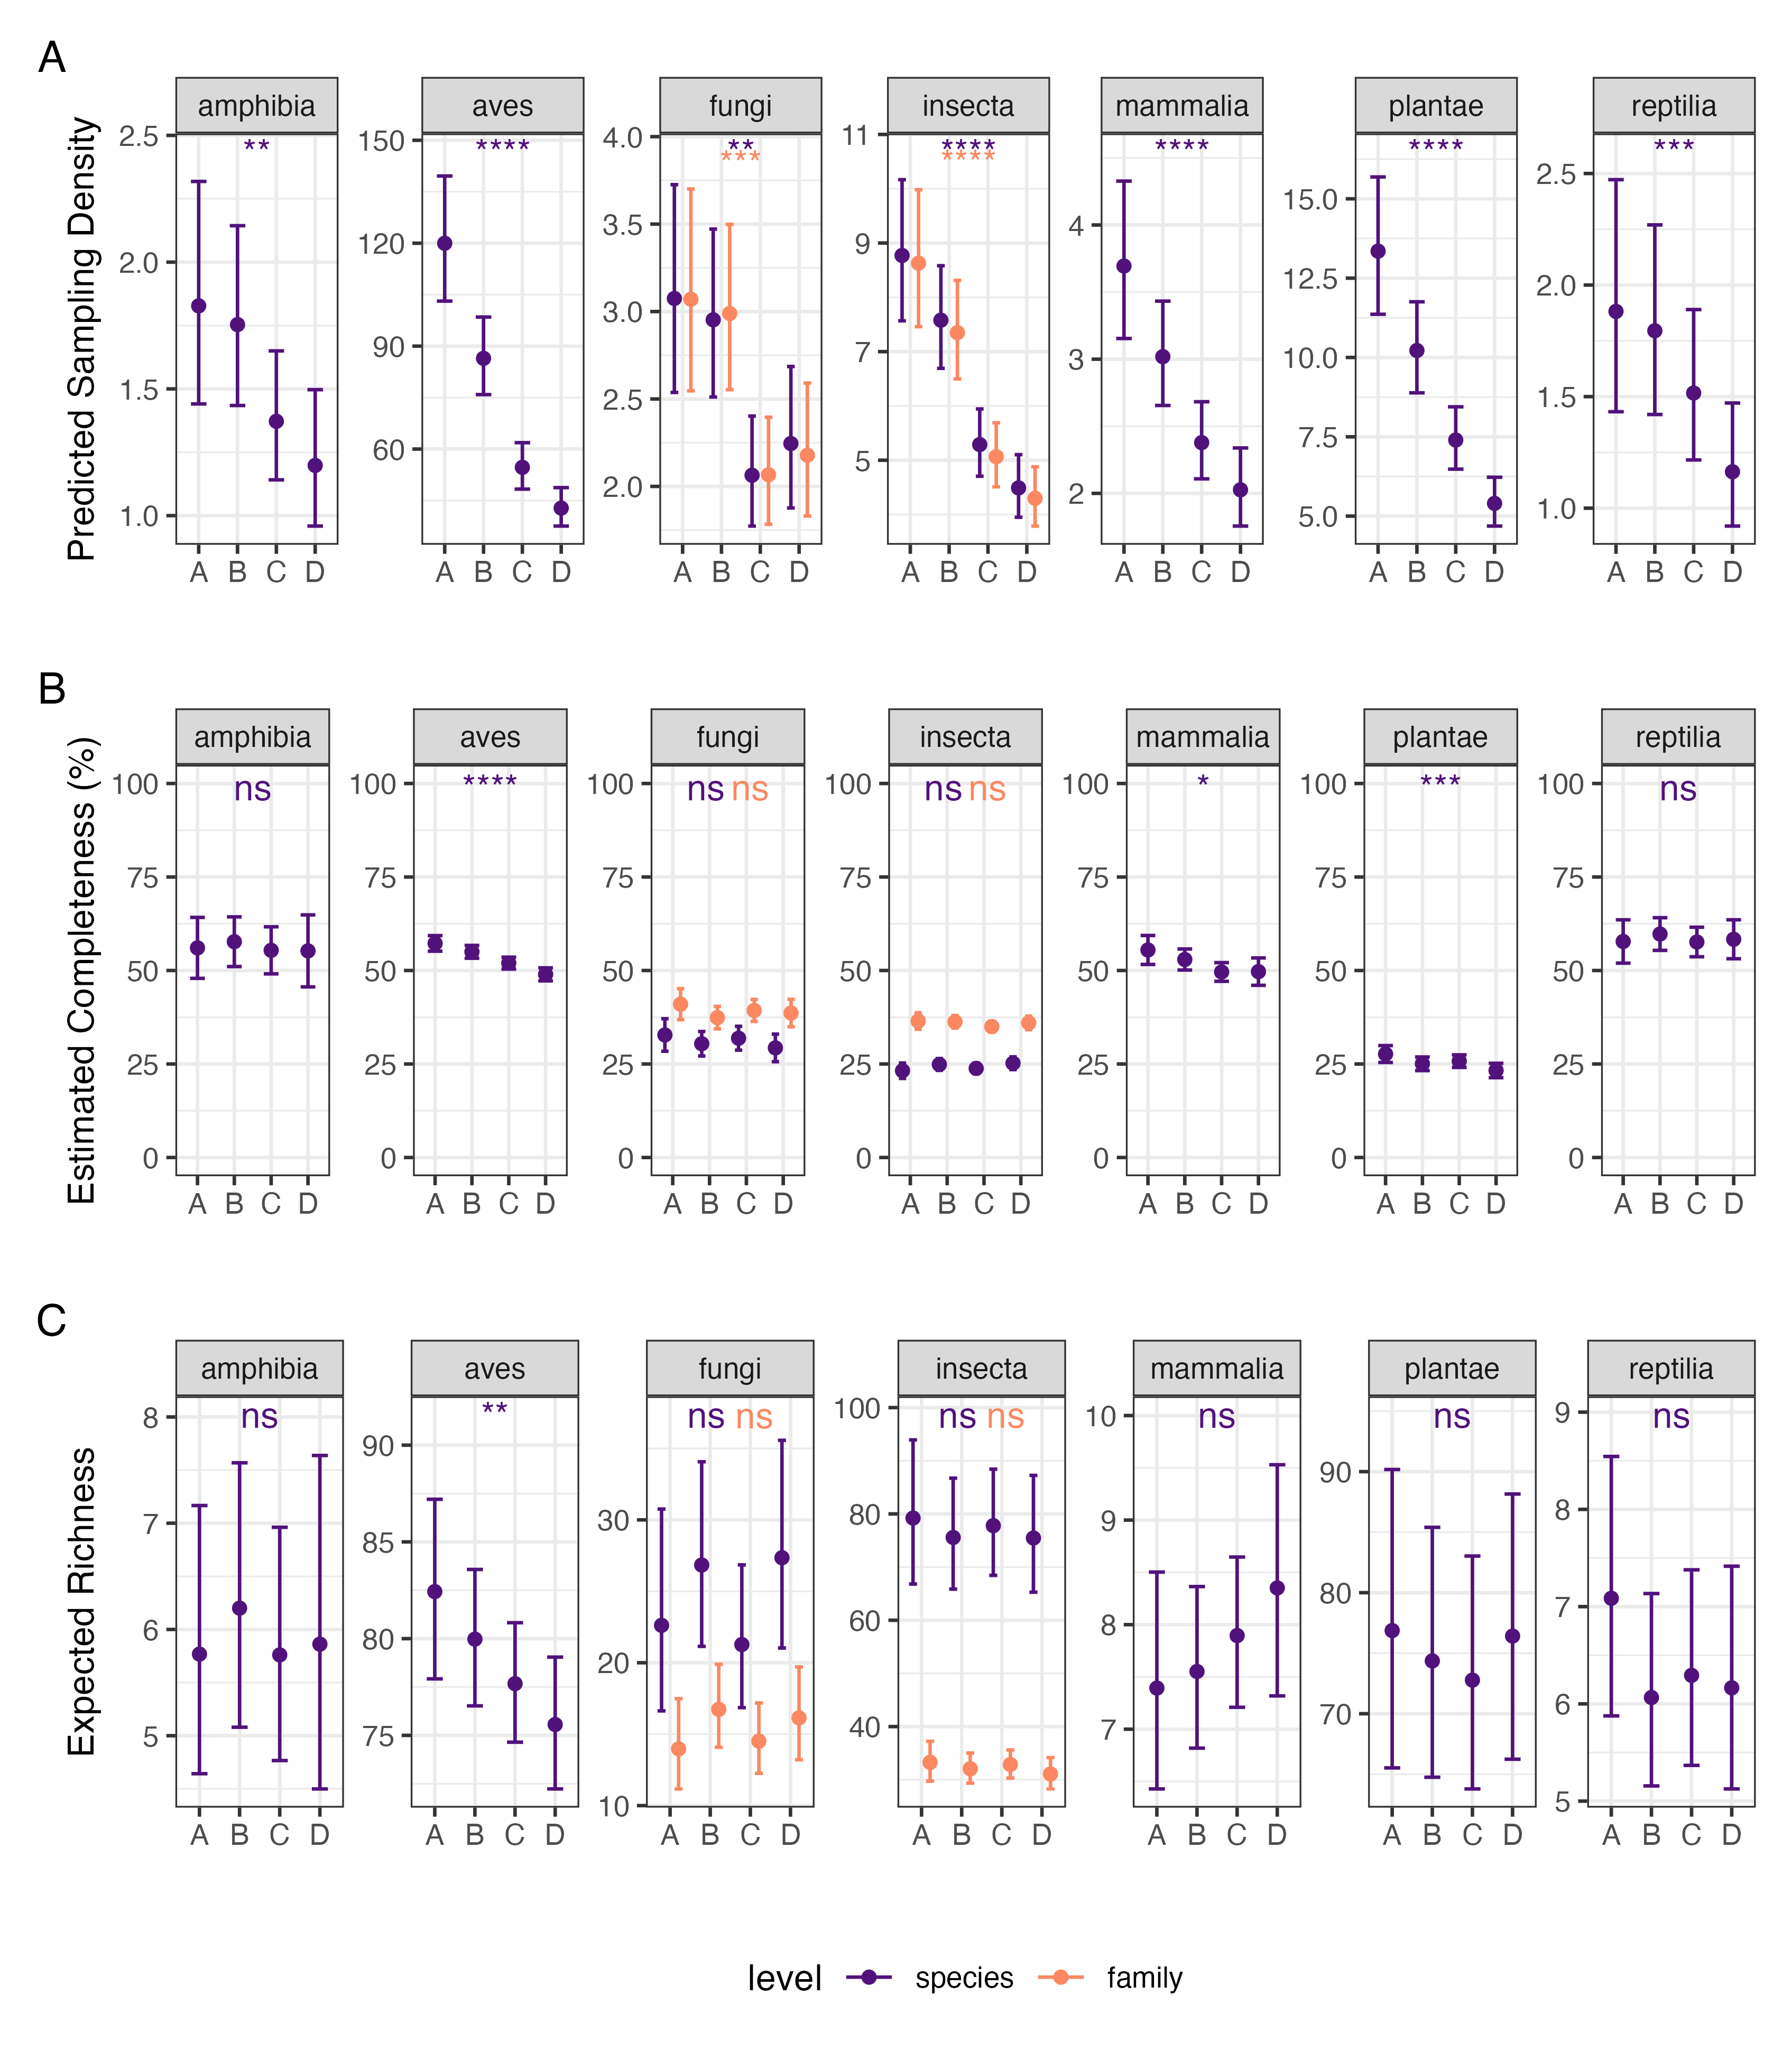 A
Predicted Sampling Density
amphibia aves fungi insecta mammalia plantae reptilia
** **** ** **** **** **** ***
*** ****
2.5 2.0 1.5 1.0
150 120 90 60
4.0 3.5 3.0 2.5 2.0
11 9 7 5
4 3 2
15.0 12.5 10.0 7.5 5.0
2.5 2.0 1.5 1.0
A B C D A B C D A B C D A B C D A B C D A B C D A B C D
B
Estimated Completeness (%)
amphibia aves fungi insecta mammalia plantae reptilia
ns **** ns ns ns ns * *** ns
100 100 100 100 100 100 100
75 75 75 75 75 75 75
50 50 50 50 50 50 50
25 25 25 25 25 25 25
0 0 0 0 0 0 0
A B C D A B C D A B C D A B C D A B C D A B C D A B C D
C
Expected Richness
amphibia aves fungi insecta mammalia plantae reptilia
ns ** ns ns ns ns ns ns ns
8 7 6 5
90 85 80 75
30 20 10
100 80 60 40
10 9 8 7
90 80 70
9 8 7 6 5
A B C D A B C D A B C D A B C D A B C D A B C D A B C D
level species family